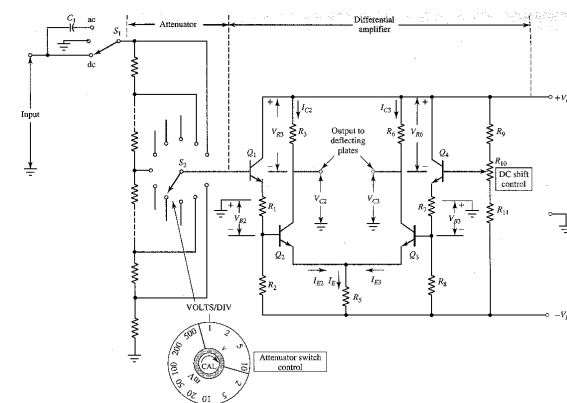 Attenuator
Differential amplifier
C1
ac
S1
dc
Input
S2
IC2
IC3
VR3
R3
R6
VR6
Q1
Q4
Output to
deflecting
plates
R9
R10
DC shift
control
R11
R1
VB2
VC2
VC3
R7
VB3
Q2
Q3
IE2
IE
IE3
R2
R5
R8
VOLTS/DIV
500 1 2 5 10 2 5 10 20 50 100 200
v
mV
CAL
Attenuator switch
control